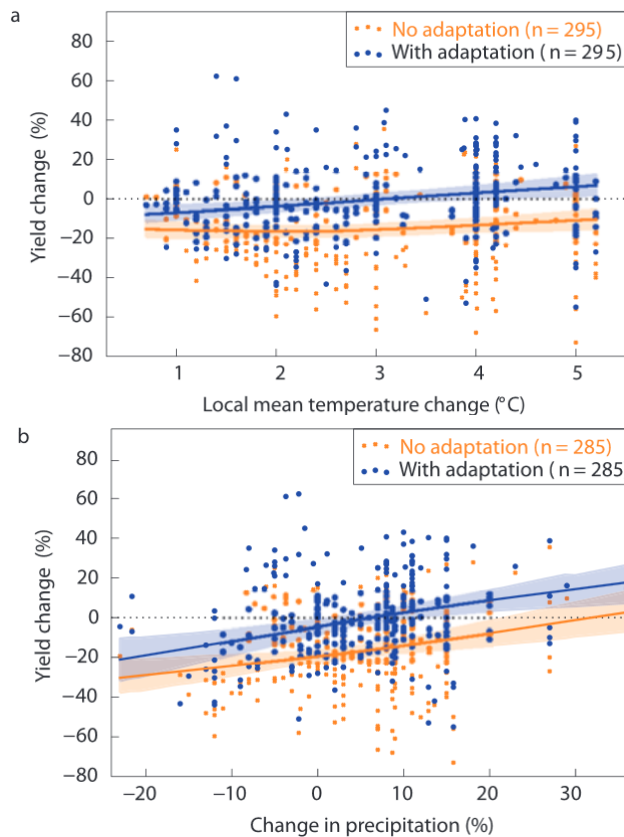 a
No adaptation (n = 295)
With adaptation ( n = 295)
80
60
40
20
0
−20
−40
−60
−80
Yield change (%)
1 2 3 4 5
Local mean temperature change (°C)
b
No adaptation (n = 285)
With adaptation ( n = 285
80
60
40
20
0
−20
−40
−60
−80
Yield change (%)
−20 −10 0 10 20 30
Change in precipitation (%)